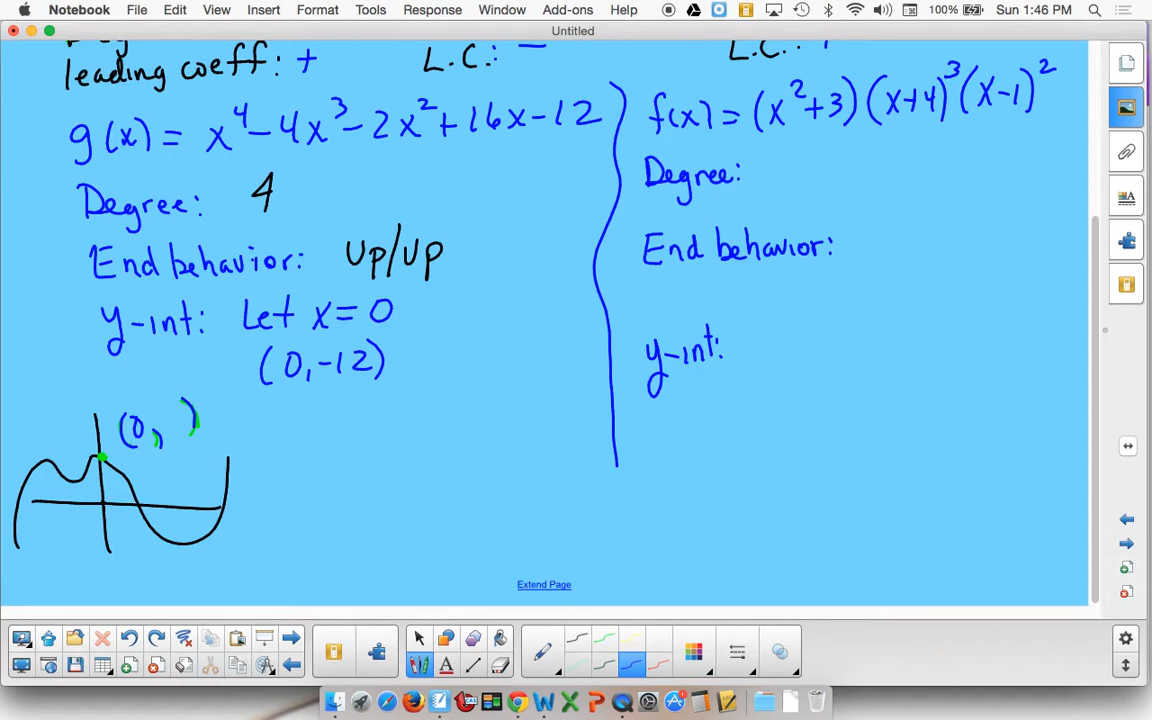 Notebook File Edit View Insert Format Tools Response Window Add-ons Help 100% Sun 1:46 PM
Untitled
leading coeff: + L.C.: - L.C.:
g(x) = x⁴-4x³-2x²+16x-12
Degree: 4
End behavior: Up/Up
y-int: Let x = 0
(0,-12)
(0, )
f(x) = (x²+3)(x+4)³(x-1)²
Degree:
End behavior:
y-int:
Extend Page